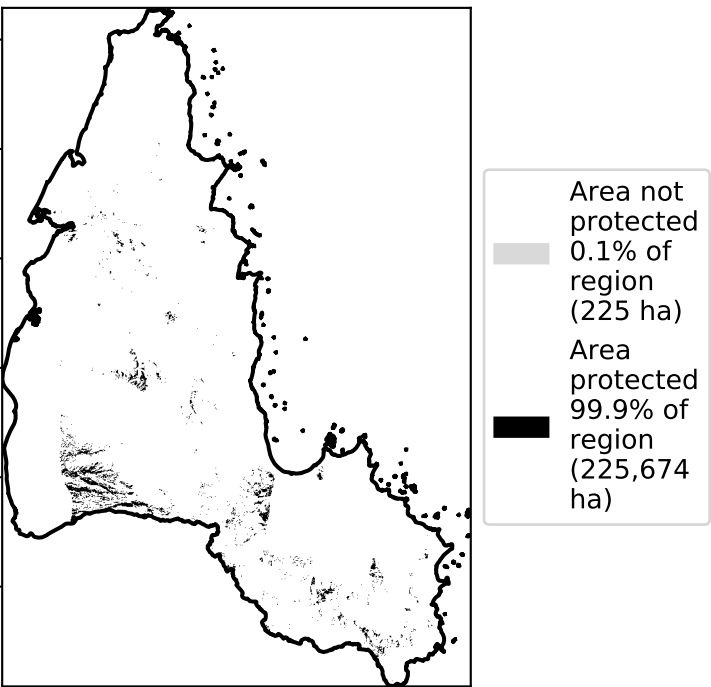 Area not
protected
0.1% of
region
(225 ha)
Area
protected
99.9% of
region
(225,674
ha)